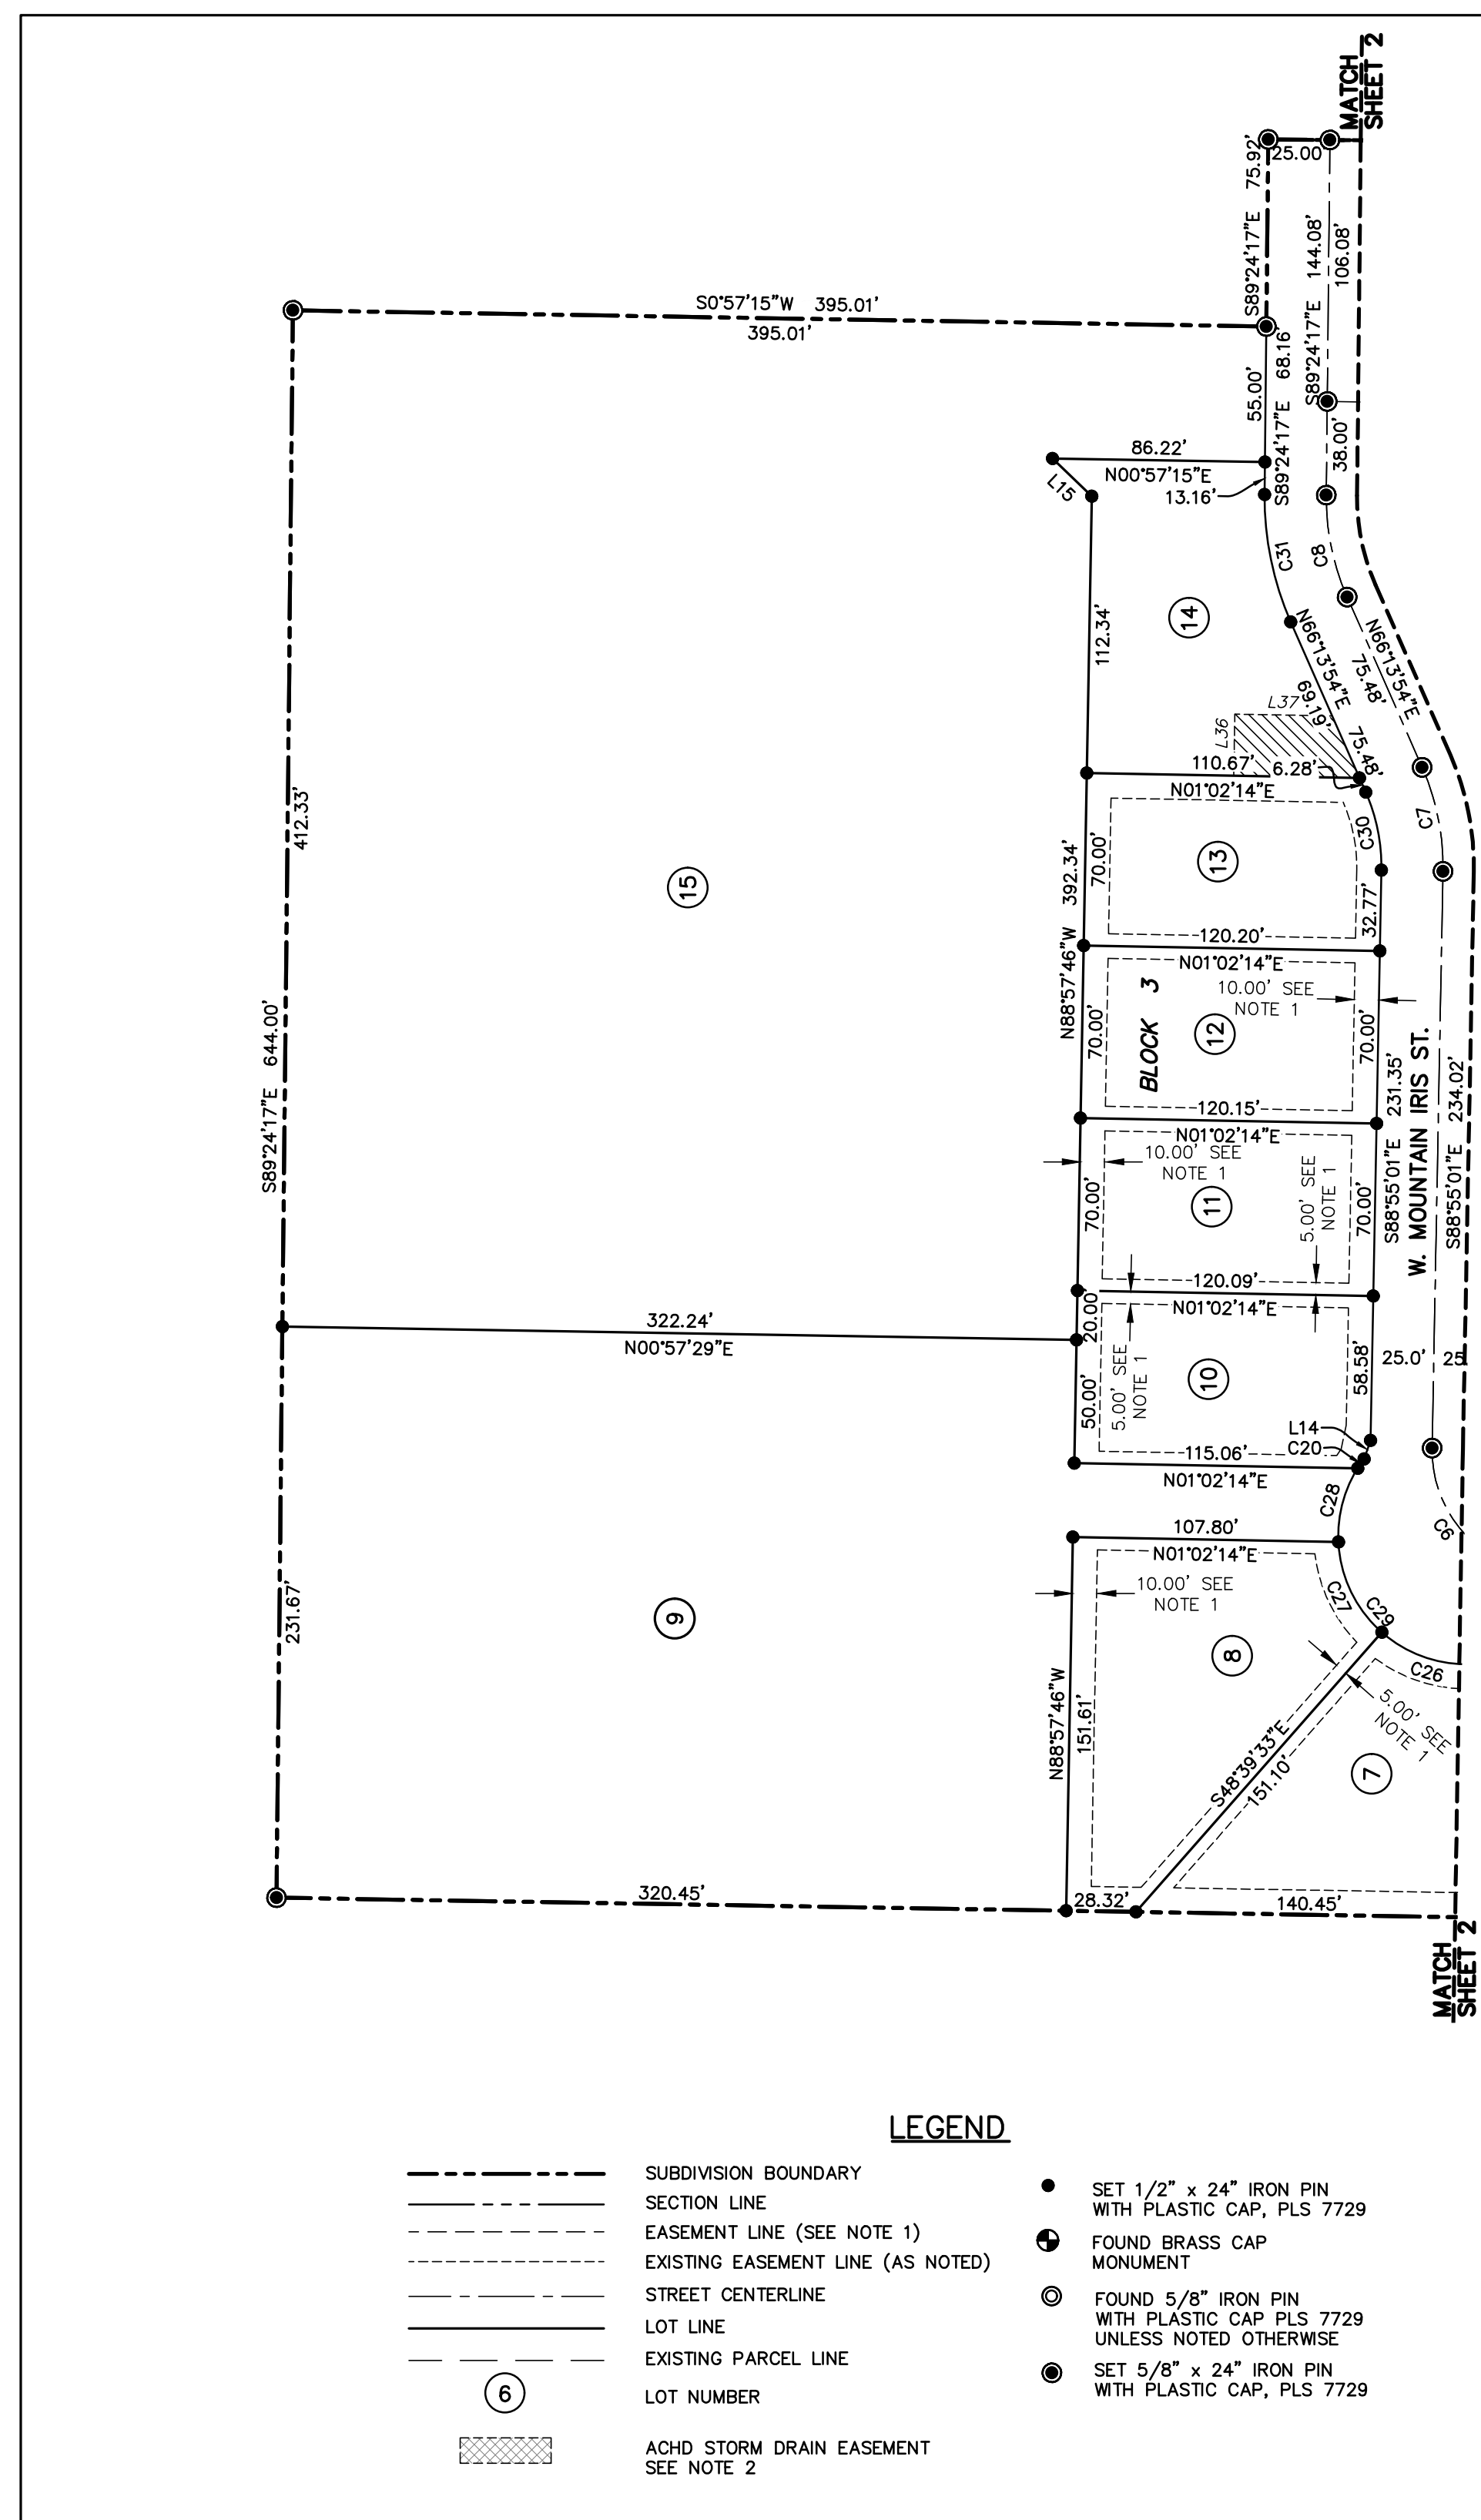 MATCH
SHEET 2
25.00'
S89°24'17"E 75.92'
S89°24'17"E 144.08'
106.08'
S0°57'15"W 395.01'
395.01'
55.00'
S89°24'17"E 68.16'
38.00'
86.22'
N00°57'15"E
13.16'
L15
C31
C8
14
112.34'
N66°13'54"E
69.19'
75.48'
N66°13'54"E
75.48'
L37
L36
110.67'
6.28'
N01°02'14"E
412.33'
C30
C7
15
13
N88°57'46"W 392.34'
70.00'
32.77'
120.20'
N01°02'14"E
10.00' SEE
NOTE 1
BLOCK 3
12
70.00'
70.00'
120.15'
N01°02'14"E
S89°24'17"E 644.00'
10.00' SEE
NOTE 1
11
5.00' SEE
NOTE 1
70.00'
70.00'
S88°55'01"E 231.35'
W. MOUNTAIN IRIS ST.
S88°55'01"E 234.02'
120.09'
N01°02'14"E
322.24'
N00°57'29"E
20.00'
50.00'
5.00' SEE
NOTE 1
10
58.58'
25.0' 25
L14
C20
115.06'
N01°02'14"E
C28
C6
107.80'
N01°02'14"E
10.00' SEE
NOTE 1
C27
C29
C26
231.67'
9
8
N88°57'46"W
151.61'
S48°39'33"E
151.10'
5.00' SEE
NOTE 1
7
320.45'
28.32'
140.45'
MATCH
SHEET 2
LEGEND
SUBDIVISION BOUNDARY
SECTION LINE
EASEMENT LINE (SEE NOTE 1)
EXISTING EASEMENT LINE (AS NOTED)
STREET CENTERLINE
LOT LINE
EXISTING PARCEL LINE
6
LOT NUMBER
ACHD STORM DRAIN EASEMENT
SEE NOTE 2
SET 1/2" x 24" IRON PIN
WITH PLASTIC CAP, PLS 7729
FOUND BRASS CAP
MONUMENT
FOUND 5/8" IRON PIN
WITH PLASTIC CAP PLS 7729
UNLESS NOTED OTHERWISE
SET 5/8" x 24" IRON PIN
WITH PLASTIC CAP, PLS 7729